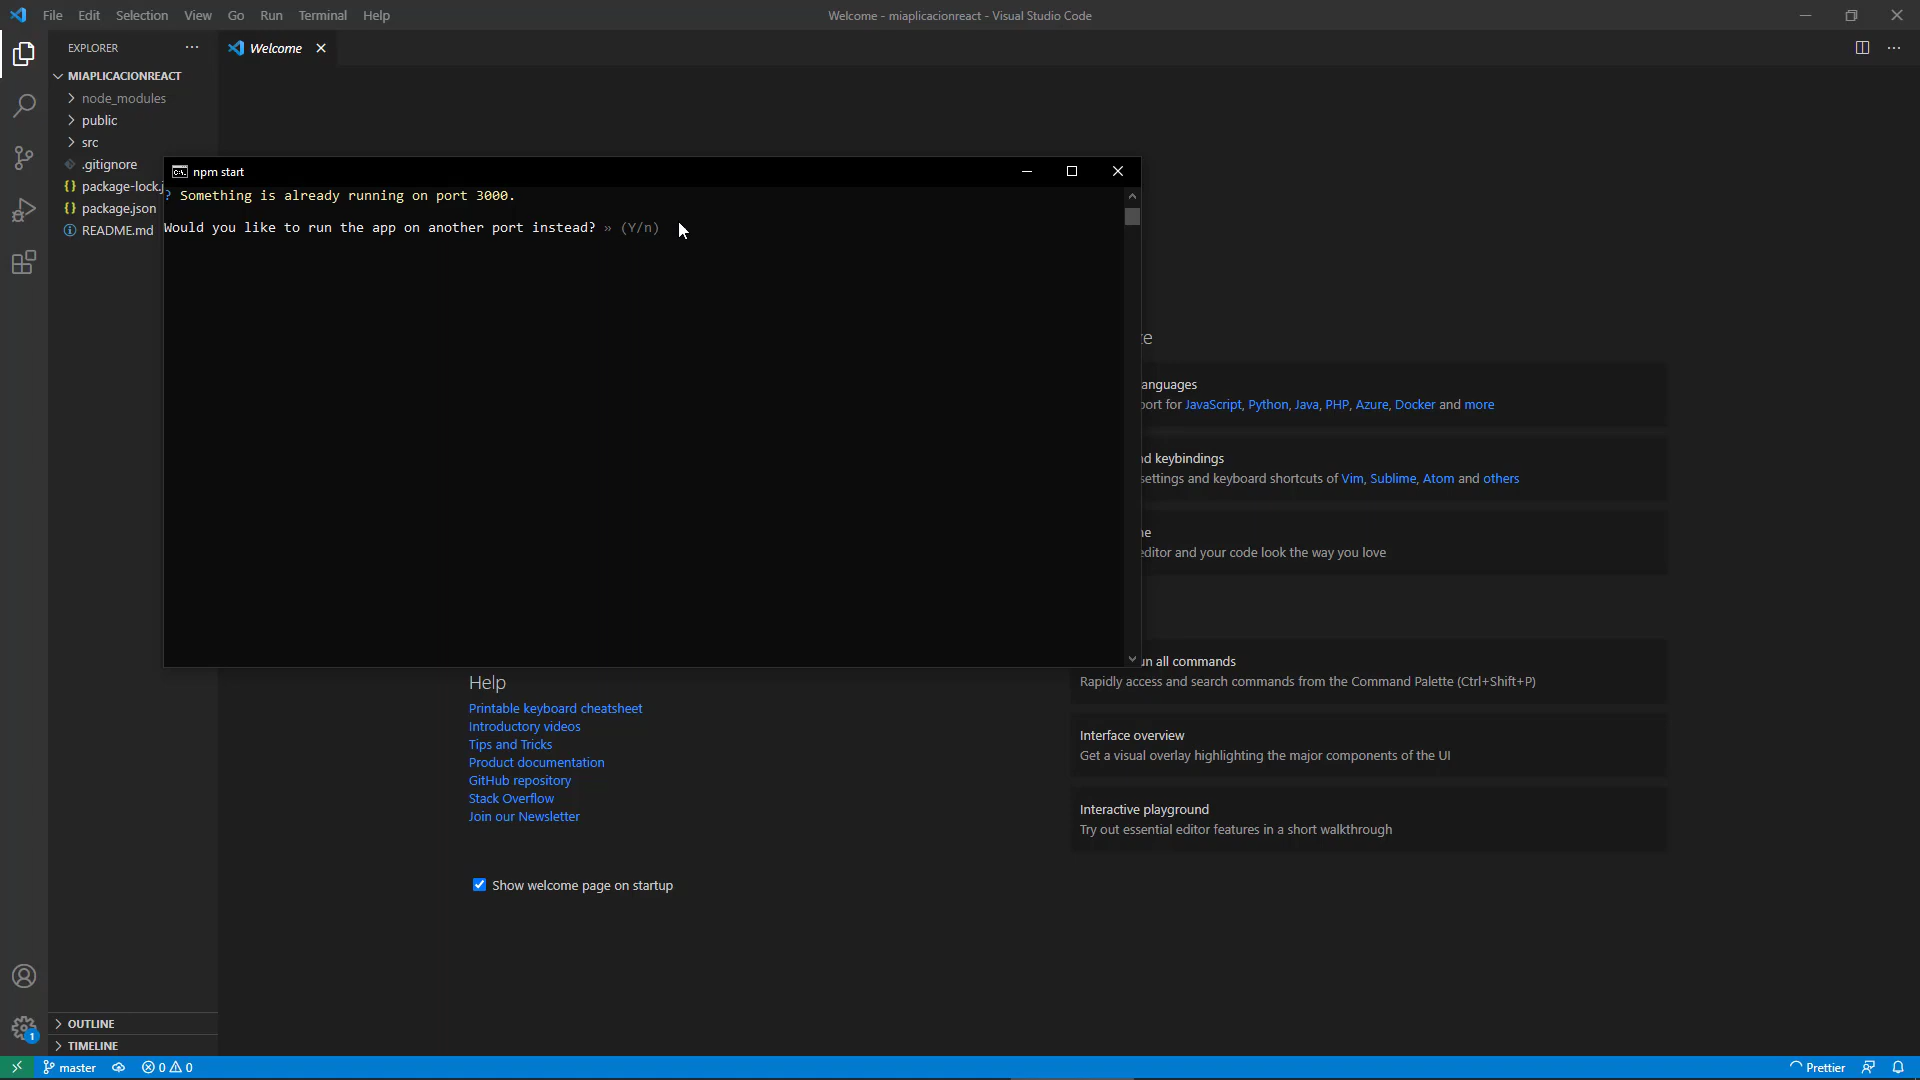 File Edit Selection View Go Run Terminal Help
Welcome - miaplicacionreact - Visual Studio Code
EXPLORER
Welcome
MIAPLICACIONREACT
node_modules
public
src
.gitignore
package-lock.j
package.json
README.md
npm start
? Something is already running on port 3000.
Would you like to run the app on another port instead? » (Y/n)
anguages
port for JavaScript, Python, Java, PHP, Azure, Docker and more
d keybindings
settings and keyboard shortcuts of Vim, Sublime, Atom and others
editor and your code look the way you love
un all commands
Rapidly access and search commands from the Command Palette (Ctrl+Shift+P)
Interface overview
Get a visual overlay highlighting the major components of the UI
Interactive playground
Try out essential editor features in a short walkthrough
Help
Printable keyboard cheatsheet
Introductory videos
Tips and Tricks
Product documentation
GitHub repository
Stack Overflow
Join our Newsletter
Show welcome page on startup
OUTLINE
TIMELINE
1
master
0 0
Prettier